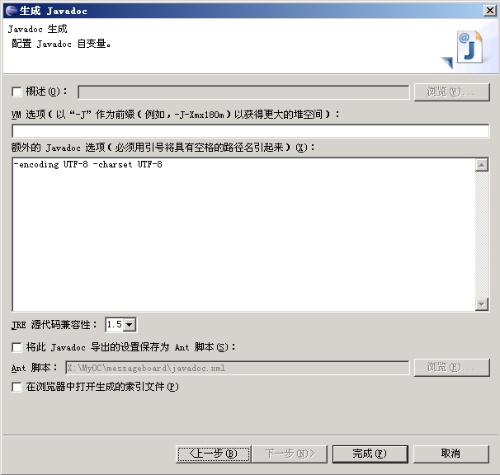 生成 Javadoc
Javadoc 生成
配置 Javadoc 自变量。
概述(O):
浏览(W)...
VM 选项(以“-J”作为前缀(例如，-J-Xmx180m)以获得更大的堆空间):
额外的 Javadoc 选项(必须用引号将具有空格的路径名引起来)(X):
-encoding UTF-8 -charset UTF-8
JRE 源代码兼容性: 1.5
将此 Javadoc 导出的设置保存为 Ant 脚本(S):
Ant 脚本: X:\MyOC\messageboard\javadoc.xml
浏览(E)...
在浏览器中打开生成的索引文件(P)
<上一步(B)
下一步(N)>
完成(F)
取消